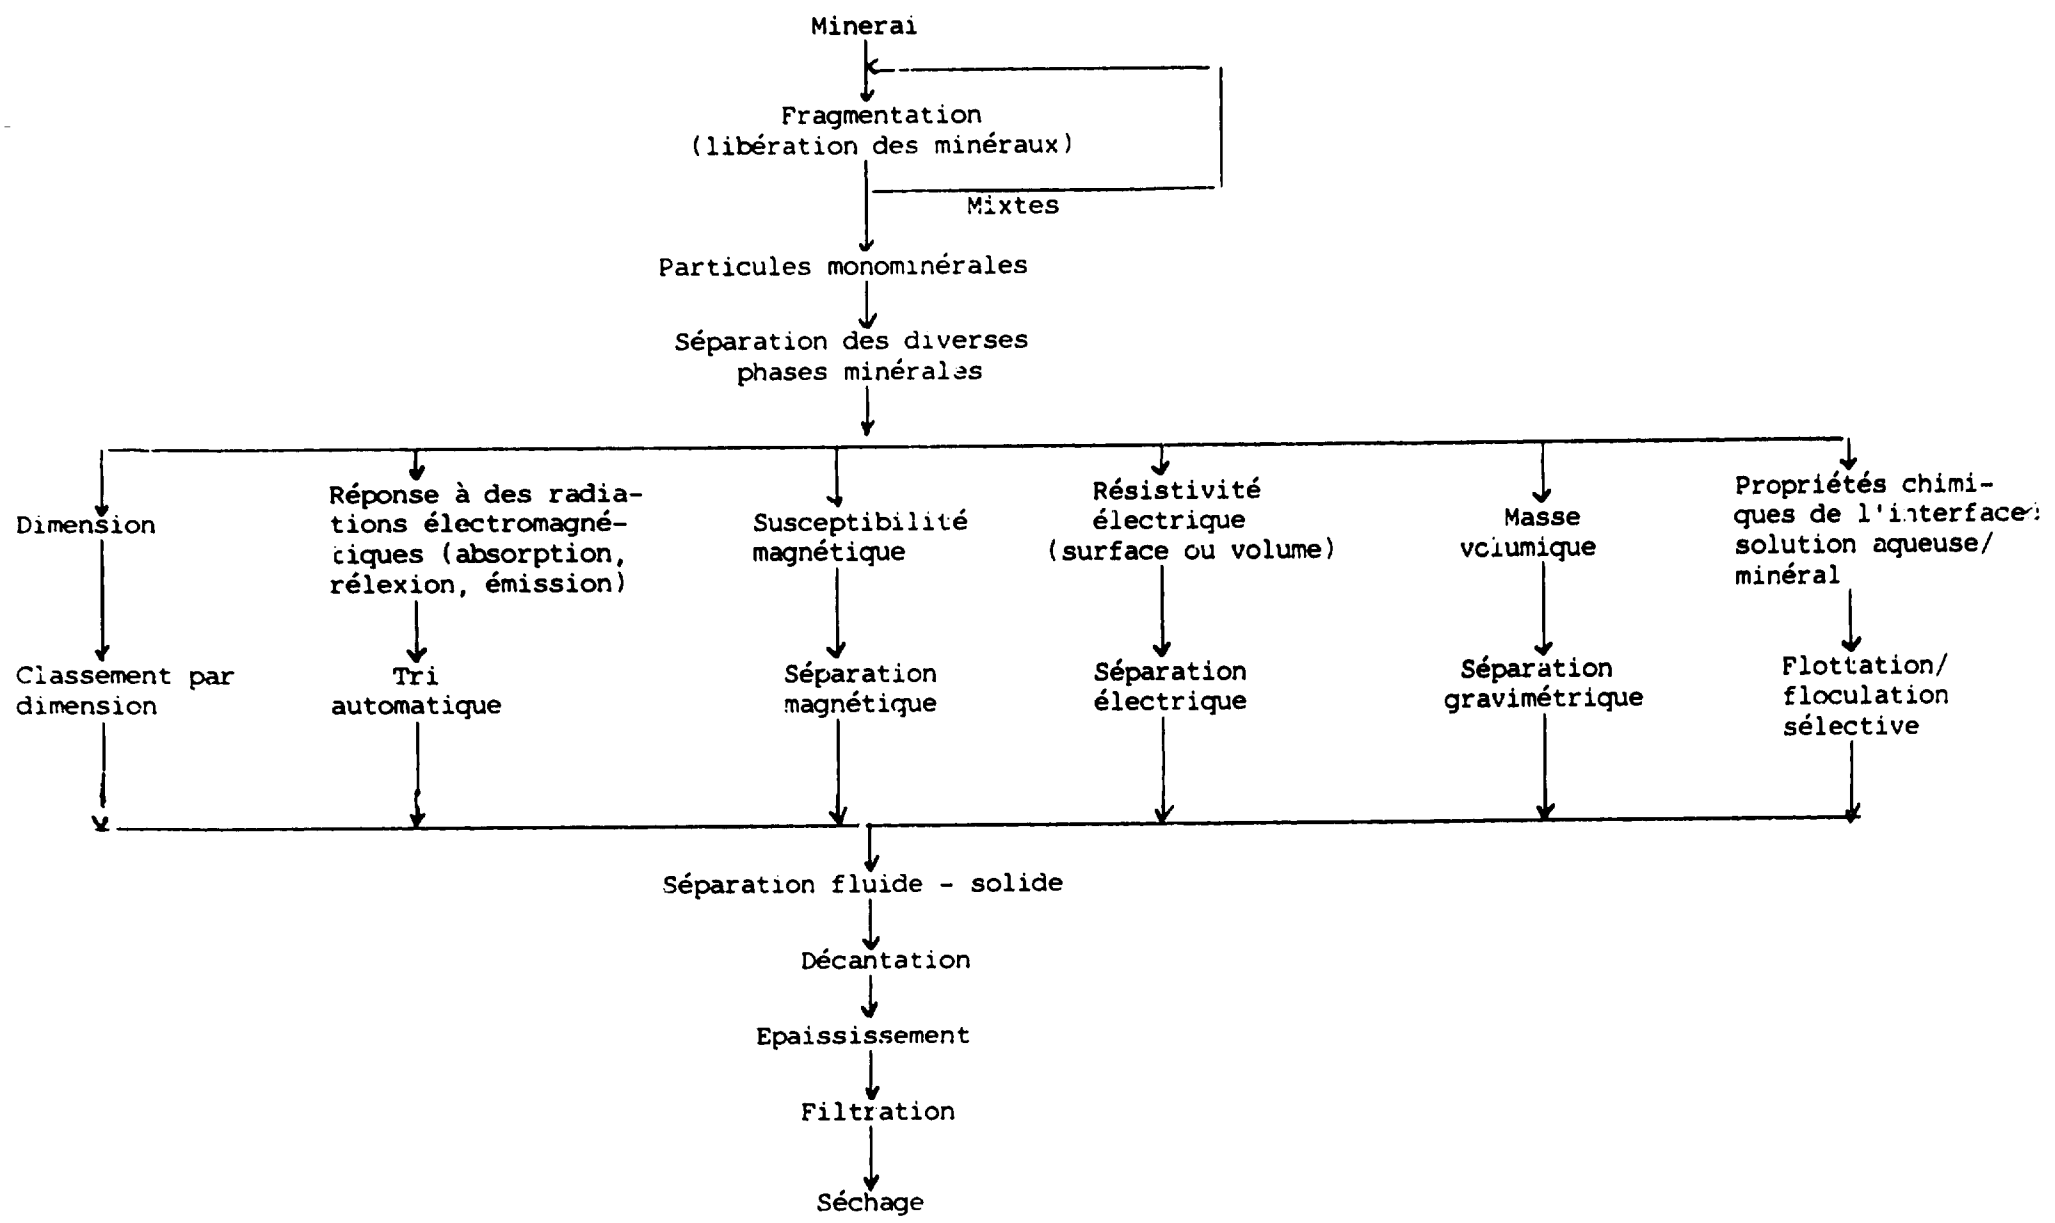 Minerai
Fragmentation
(libération des minéraux)
Mixtes
Particules monominérales
Séparation des diverses
phases minérales
Dimension
Réponse à des radia-
tions électromagné-
tiques (absorption,
rélexion, émission)
Susceptibilité
magnétique
Résistivité
électrique
(surface ou volume)
Masse
volumique
Propriétés chimi-
ques de l'interface
solution aqueuse/
minéral
Classement par
dimension
Tri
automatique
Séparation
magnétique
Séparation
électrique
Séparation
gravimétrique
Flottation/
floculation
sélective
Séparation fluide - solide
Décantation
Epaississement
Filtration
Séchage